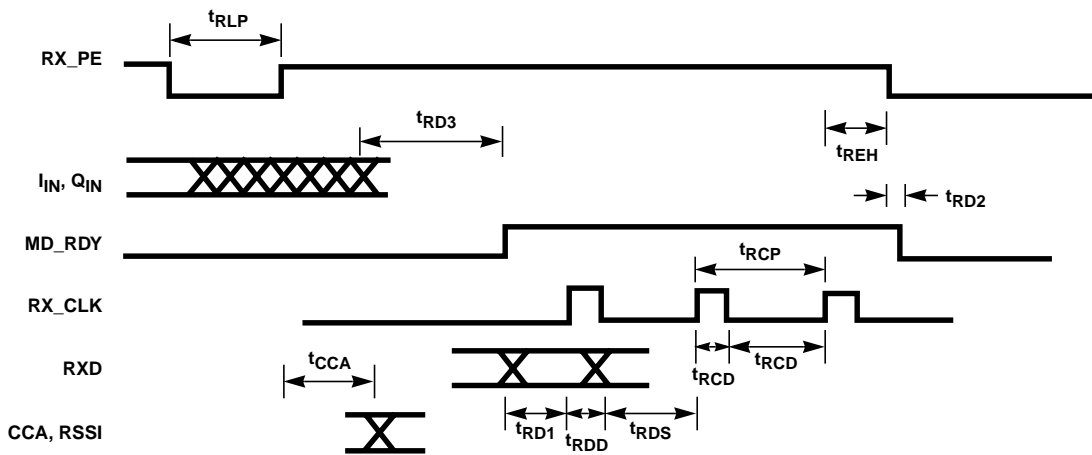 tRLP
RX_PE
tRD3
tREH
IIN, QIN
tRD2
MD_RDY
tRCP
RX_CLK
tCCA
RXD
tRCD
tRCD
CCA, RSSI
tRD1
tRDD
tRDS